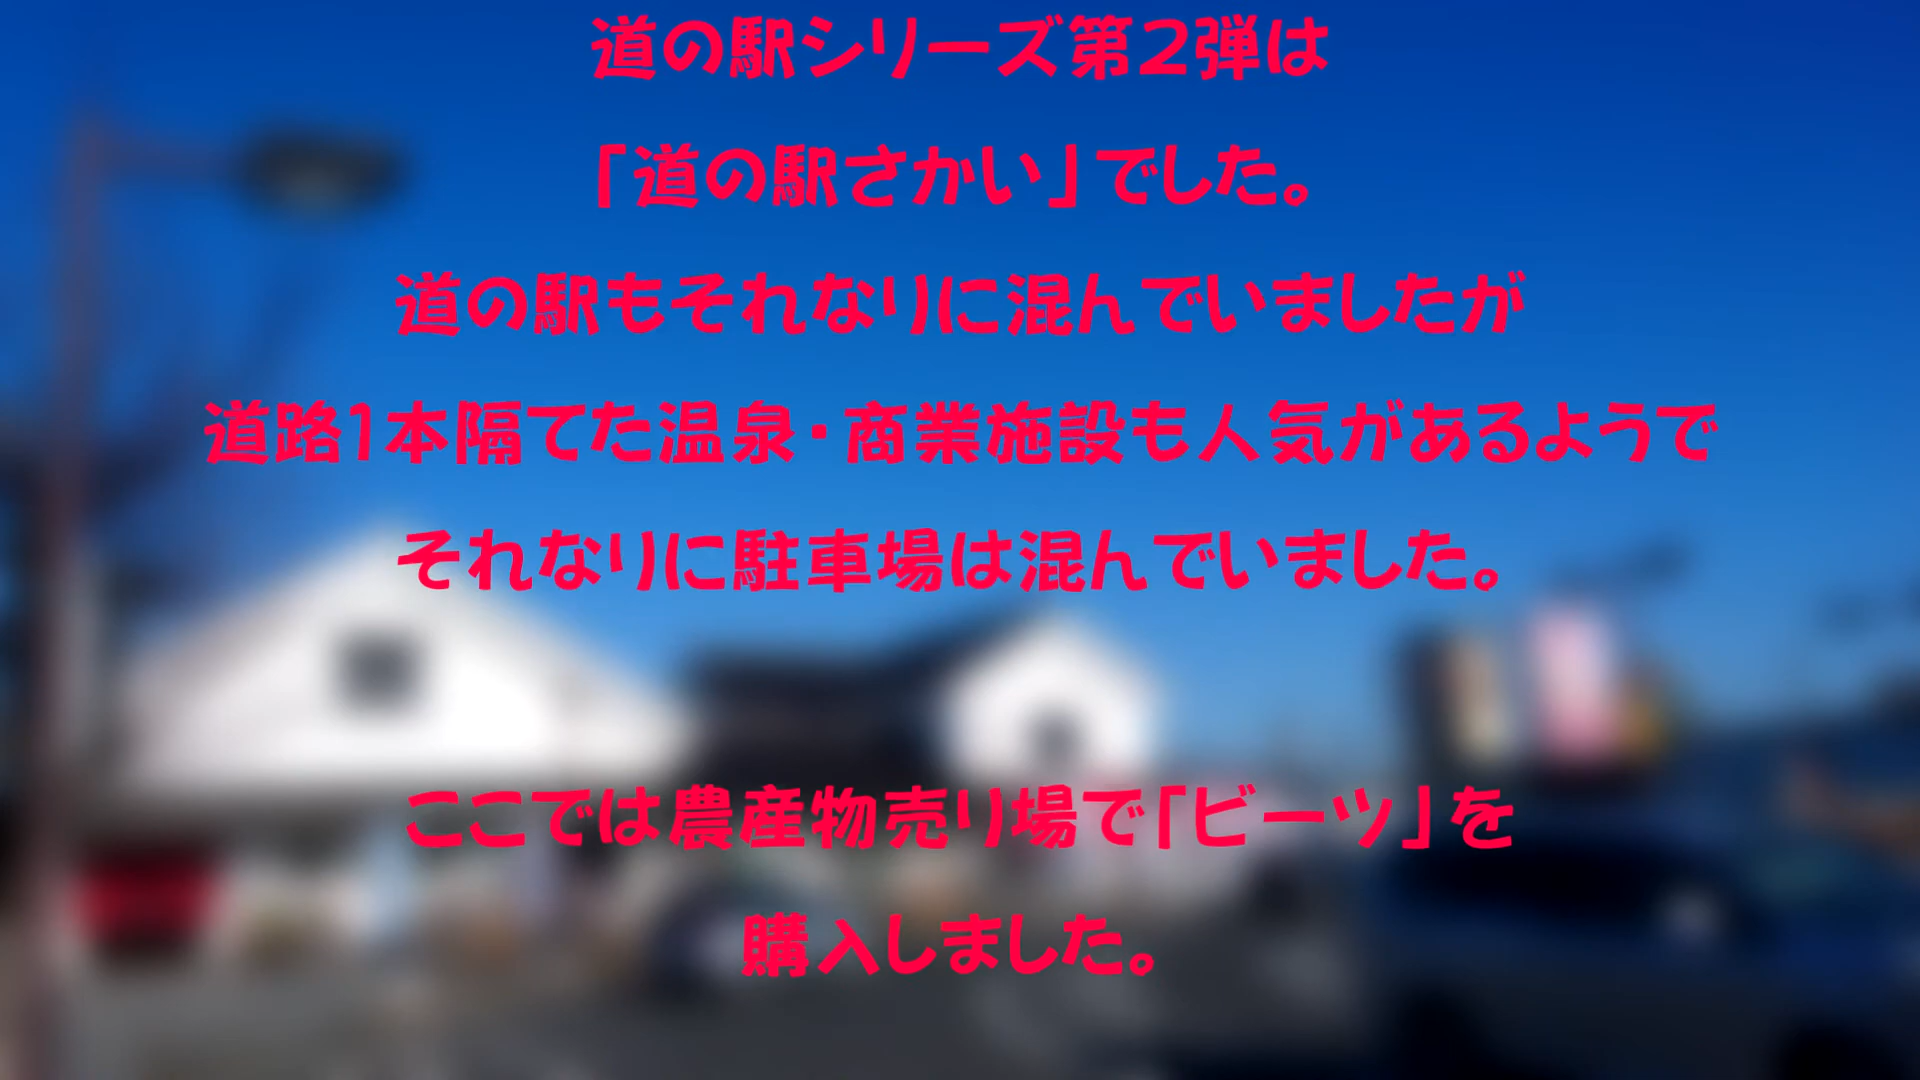 道の駅シリーズ第2弾は
「道の駅さかい」でした。
道の駅もそれなりに混んでいましたが
道路1本隔てた温泉・商業施設も人気があるようで
それなりに駐車場は混んでいました。
ここでは農産物売り場で「ビーツ」を
購入しました。